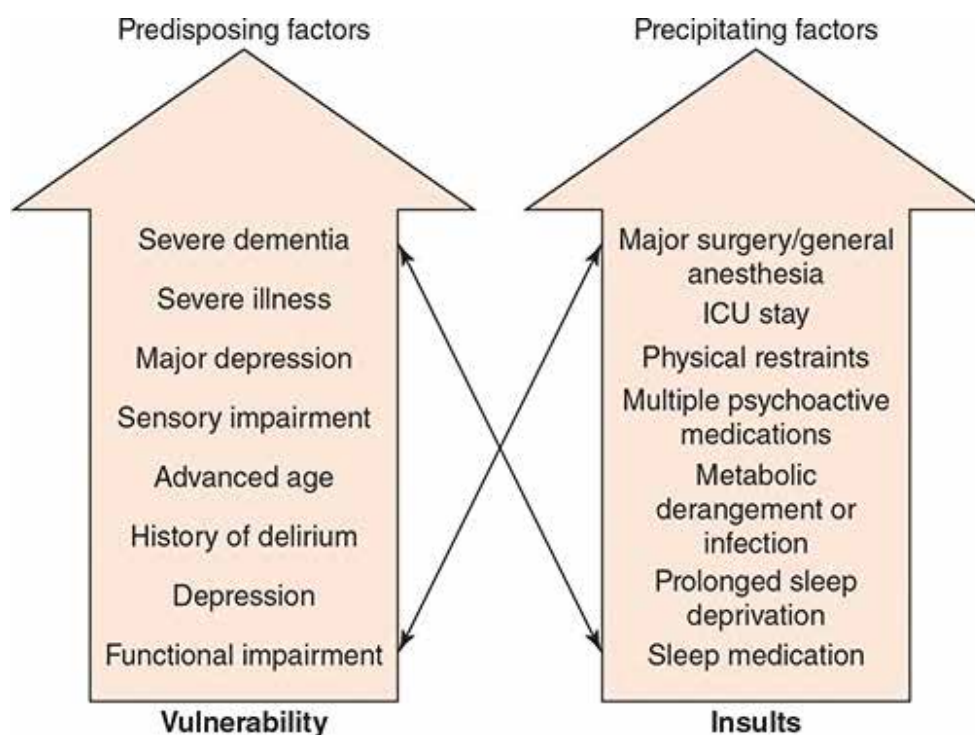 Predisposing factors
Severe dementia
Severe illness
Major depression
Sensory impairment
Advanced age
History of delirium
Depression
Functional impairment
Vulnerability
Precipitating factors
Major surgery/general
anesthesia
ICU stay
Physical restraints
Multiple psychoactive
medications
Metabolic
derangement or
infection
Prolonged sleep
deprivation
Sleep medication
Insults